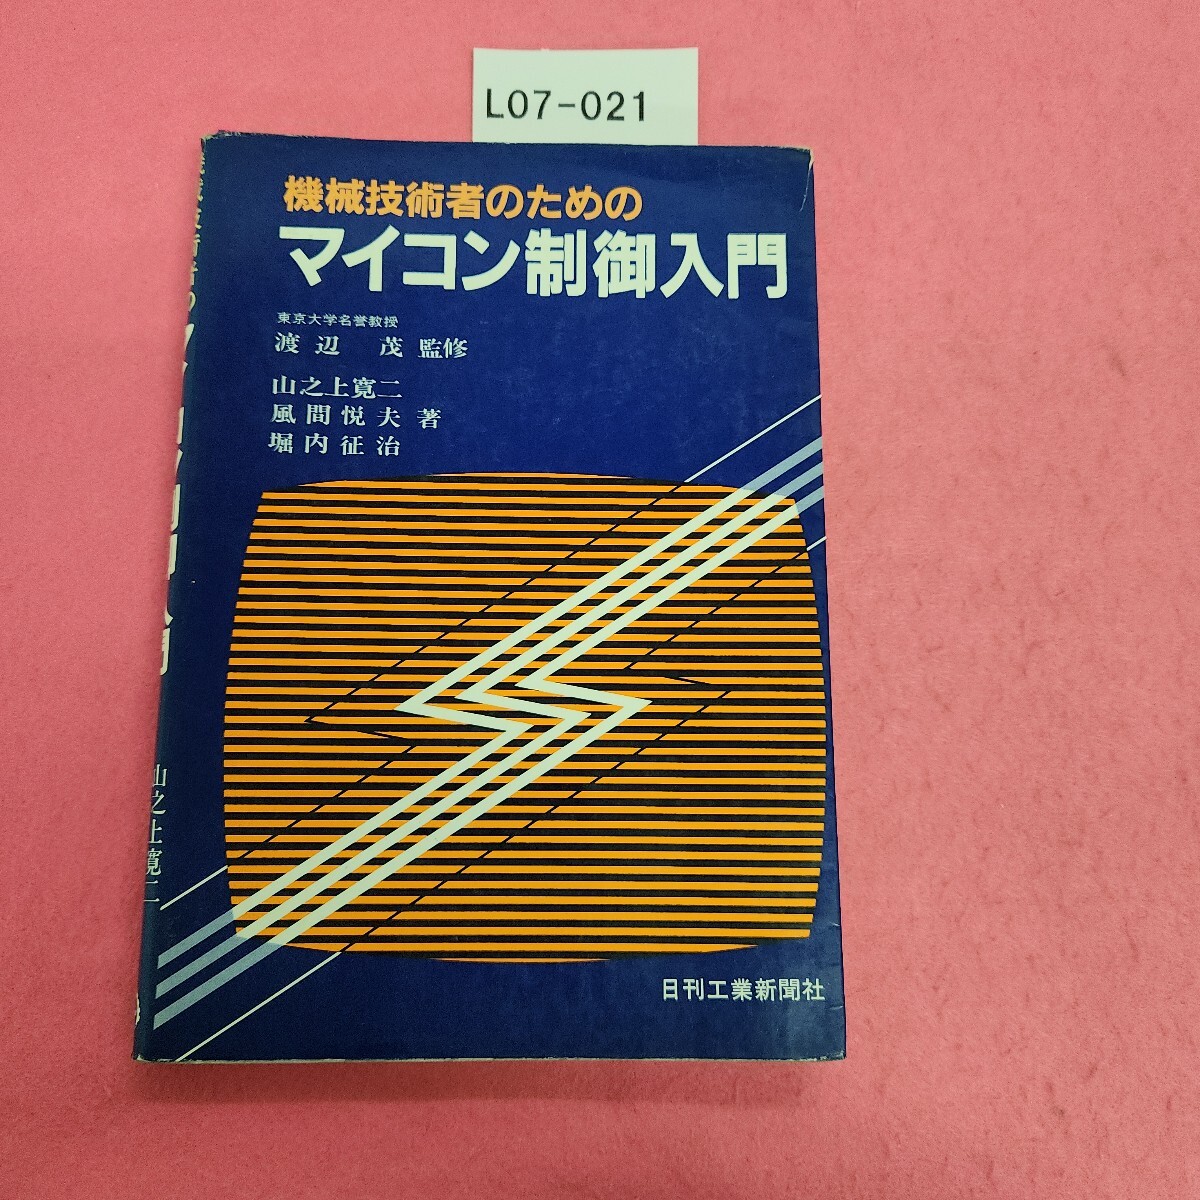 L07-021
機械技術者のための
マイコン制御入門
東京大学名誉教授
渡辺 茂 監修
山之上寛二
風間悦夫 著
堀内征治
日刊工業新聞社
山之上寛二